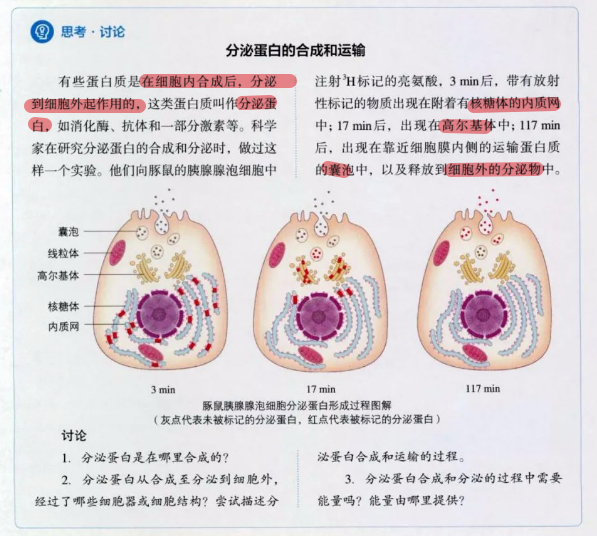 思考·讨论
分泌蛋白的合成和运输
有些蛋白质是在细胞内合成后，分泌
到细胞外起作用的，这类蛋白质叫作分泌蛋
白，如消化酶、抗体和一部分激素等。科学
家在研究分泌蛋白的合成和分泌时，做过这
样一个实验。他们向豚鼠的胰腺腺泡细胞中
注射³H标记的亮氨酸，3 min后，带有放射
性标记的物质出现在附着有核糖体的内质网
中；17 min后，出现在高尔基体中；117 min
后，出现在靠近细胞膜内侧的运输蛋白质
的囊泡中，以及释放到细胞外的分泌物中。
囊泡
线粒体
高尔基体
核糖体
内质网
3 min
17 min
117 min
豚鼠胰腺腺泡细胞分泌蛋白形成过程图解
（灰点代表未被标记的分泌蛋白，红点代表被标记的分泌蛋白）
讨论
1. 分泌蛋白是在哪里合成的？
2. 分泌蛋白从合成至分泌到细胞外，
经过了哪些细胞器或细胞结构？尝试描述分
泌蛋白合成和运输的过程。
3. 分泌蛋白合成和分泌的过程中需要
能量吗？能量由哪里提供？